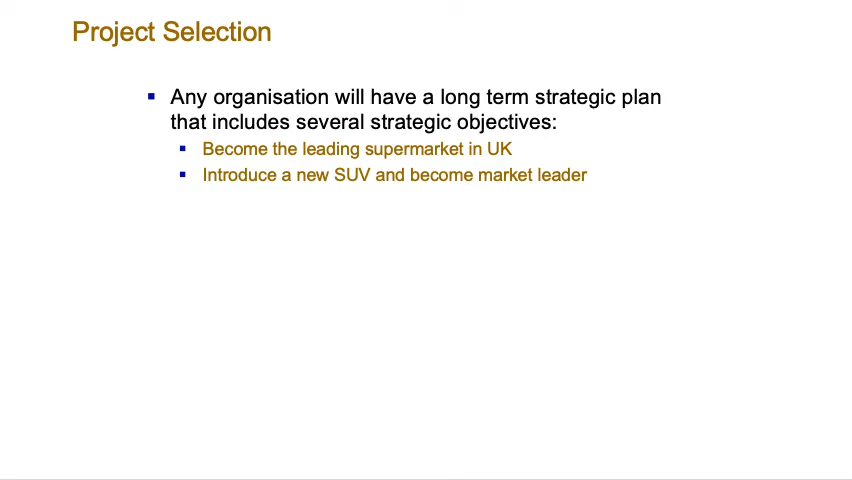 Project Selection
Any organisation will have a long term strategic plan
that includes several strategic objectives:
Become the leading supermarket in UK
Introduce a new SUV and become market leader